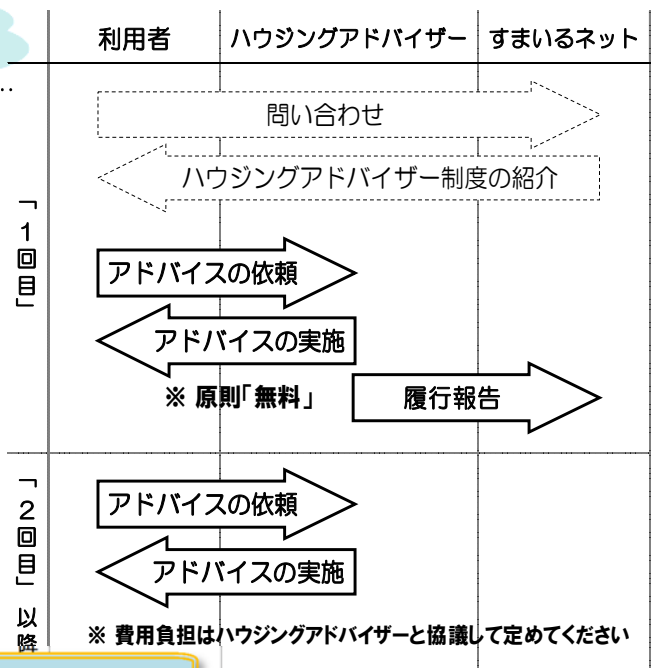 利用者 ハウジングアドバイザー すまいるネット
…
「1回目」
問い合わせ
ハウジングアドバイザー制度の紹介
アドバイスの依頼
アドバイスの実施
※ 原則「無料」
履行報告
「2回目」以降
アドバイスの依頼
アドバイスの実施
※ 費用負担はハウジングアドバイザーと協議して定めてください